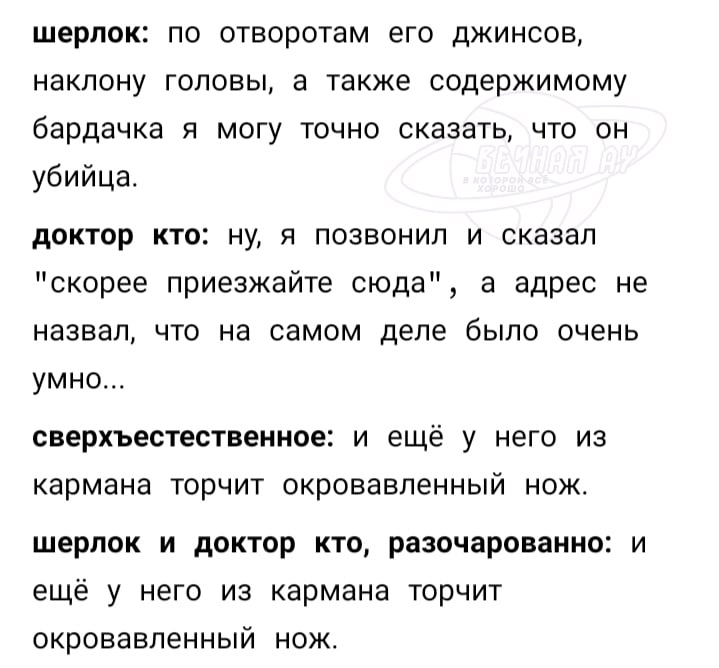 шерлок: по отворотам его джинсов,
наклону головы, а также содержимому
бардачка я могу точно сказать, что он
убийца.
ВЕЧНАЯ АУ
В КОТОРОЙ ВСЁ
ХОРОШО
доктор кто: ну, я позвонил и сказал
"скорее приезжайте сюда", а адрес не
назвал, что на самом деле было очень
умно...
сверхъестественное: и ещё у него из
кармана торчит окровавленный нож.
шерлок и доктор кто, разочарованно: и
ещё у него из кармана торчит
окровавленный нож.